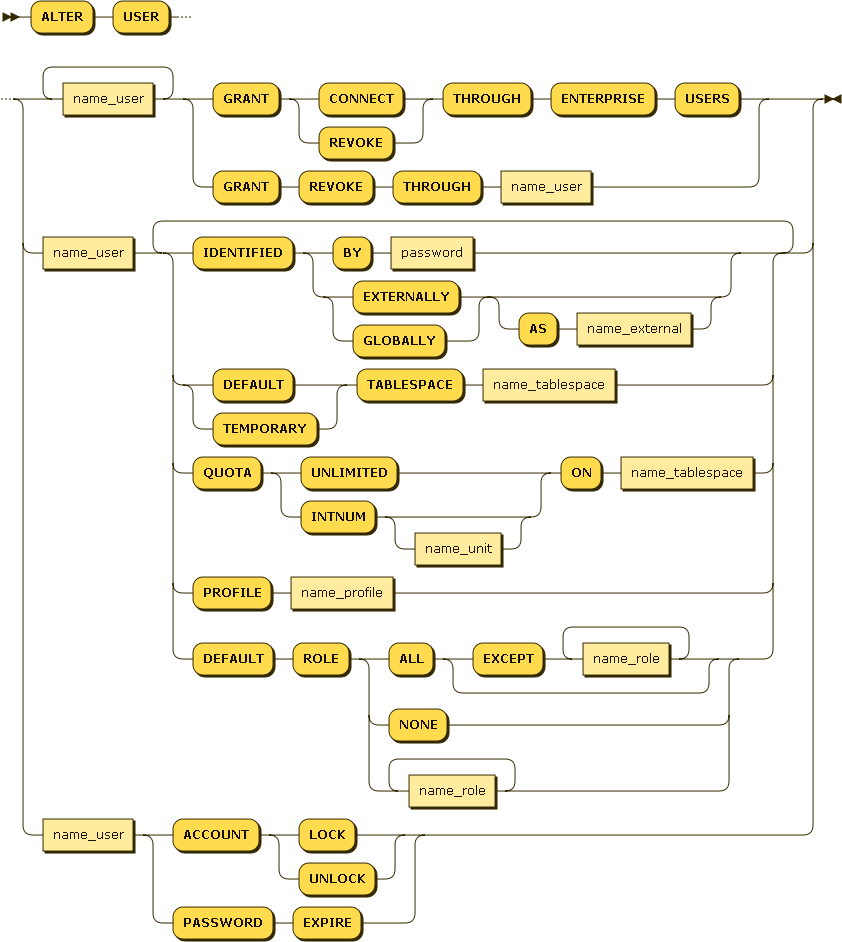 ALTER USER
name_user GRANT CONNECT THROUGH ENTERPRISE USERS
REVOKE
GRANT REVOKE THROUGH name_user
name_user IDENTIFIED BY password
EXTERNALLY
AS name_external
GLOBALLY
DEFAULT TABLESPACE name_tablespace
TEMPORARY
QUOTA UNLIMITED ON name_tablespace
INTNUM
name_unit
PROFILE name_profile
DEFAULT ROLE ALL EXCEPT name_role
NONE
name_role
name_user ACCOUNT LOCK
UNLOCK
PASSWORD EXPIRE